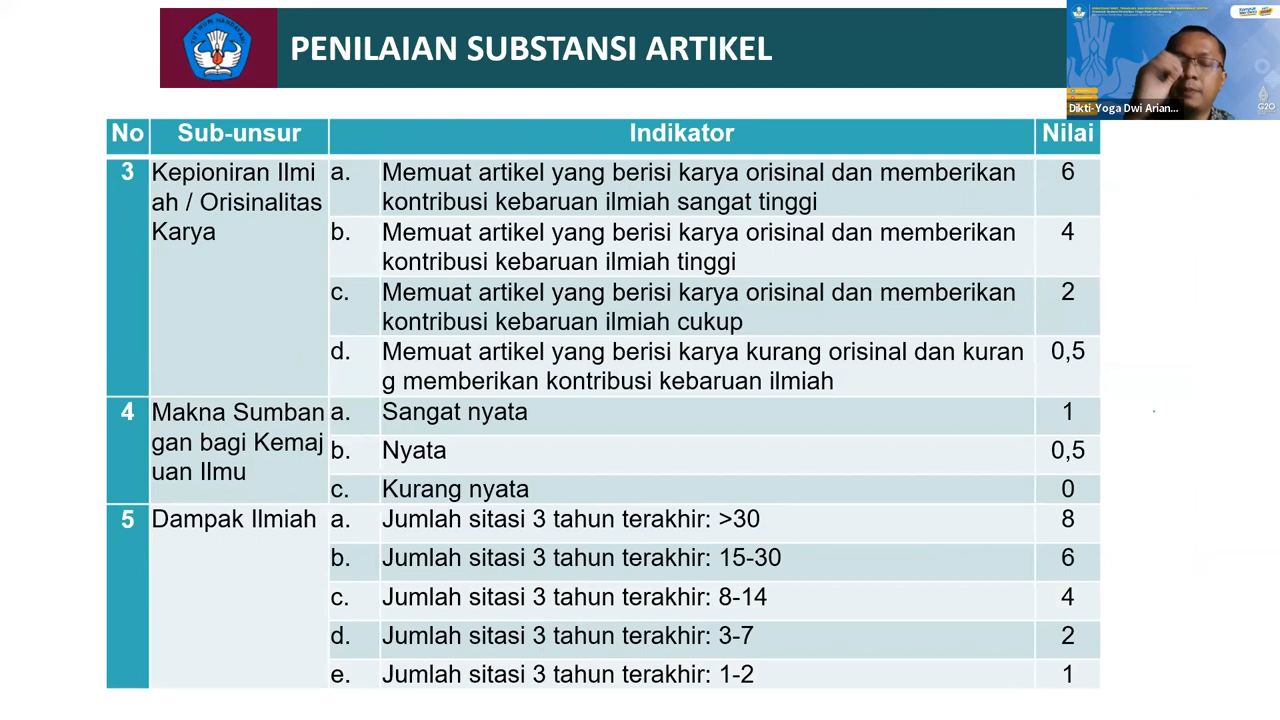 PENILAIAN SUBSTANSI ARTIKEL
TUT WURI HANDAYANI
Dikti-Yoga Dwi Arian...
G20
No Sub-unsur Indikator Nilai
3 Kepioniran Ilmi a. Memuat artikel yang berisi karya orisinal dan memberikan 6
ah / Orisinalitas kontribusi kebaruan ilmiah sangat tinggi
Karya b. Memuat artikel yang berisi karya orisinal dan memberikan 4
kontribusi kebaruan ilmiah tinggi
c. Memuat artikel yang berisi karya orisinal dan memberikan 2
kontribusi kebaruan ilmiah cukup
d. Memuat artikel yang berisi karya kurang orisinal dan kuran 0,5
g memberikan kontribusi kebaruan ilmiah
4 Makna Sumban a. Sangat nyata 1
gan bagi Kemaj b. Nyata 0,5
uan Ilmu c. Kurang nyata 0
5 Dampak Ilmiah a. Jumlah sitasi 3 tahun terakhir: >30 8
b. Jumlah sitasi 3 tahun terakhir: 15-30 6
c. Jumlah sitasi 3 tahun terakhir: 8-14 4
d. Jumlah sitasi 3 tahun terakhir: 3-7 2
e. Jumlah sitasi 3 tahun terakhir: 1-2 1